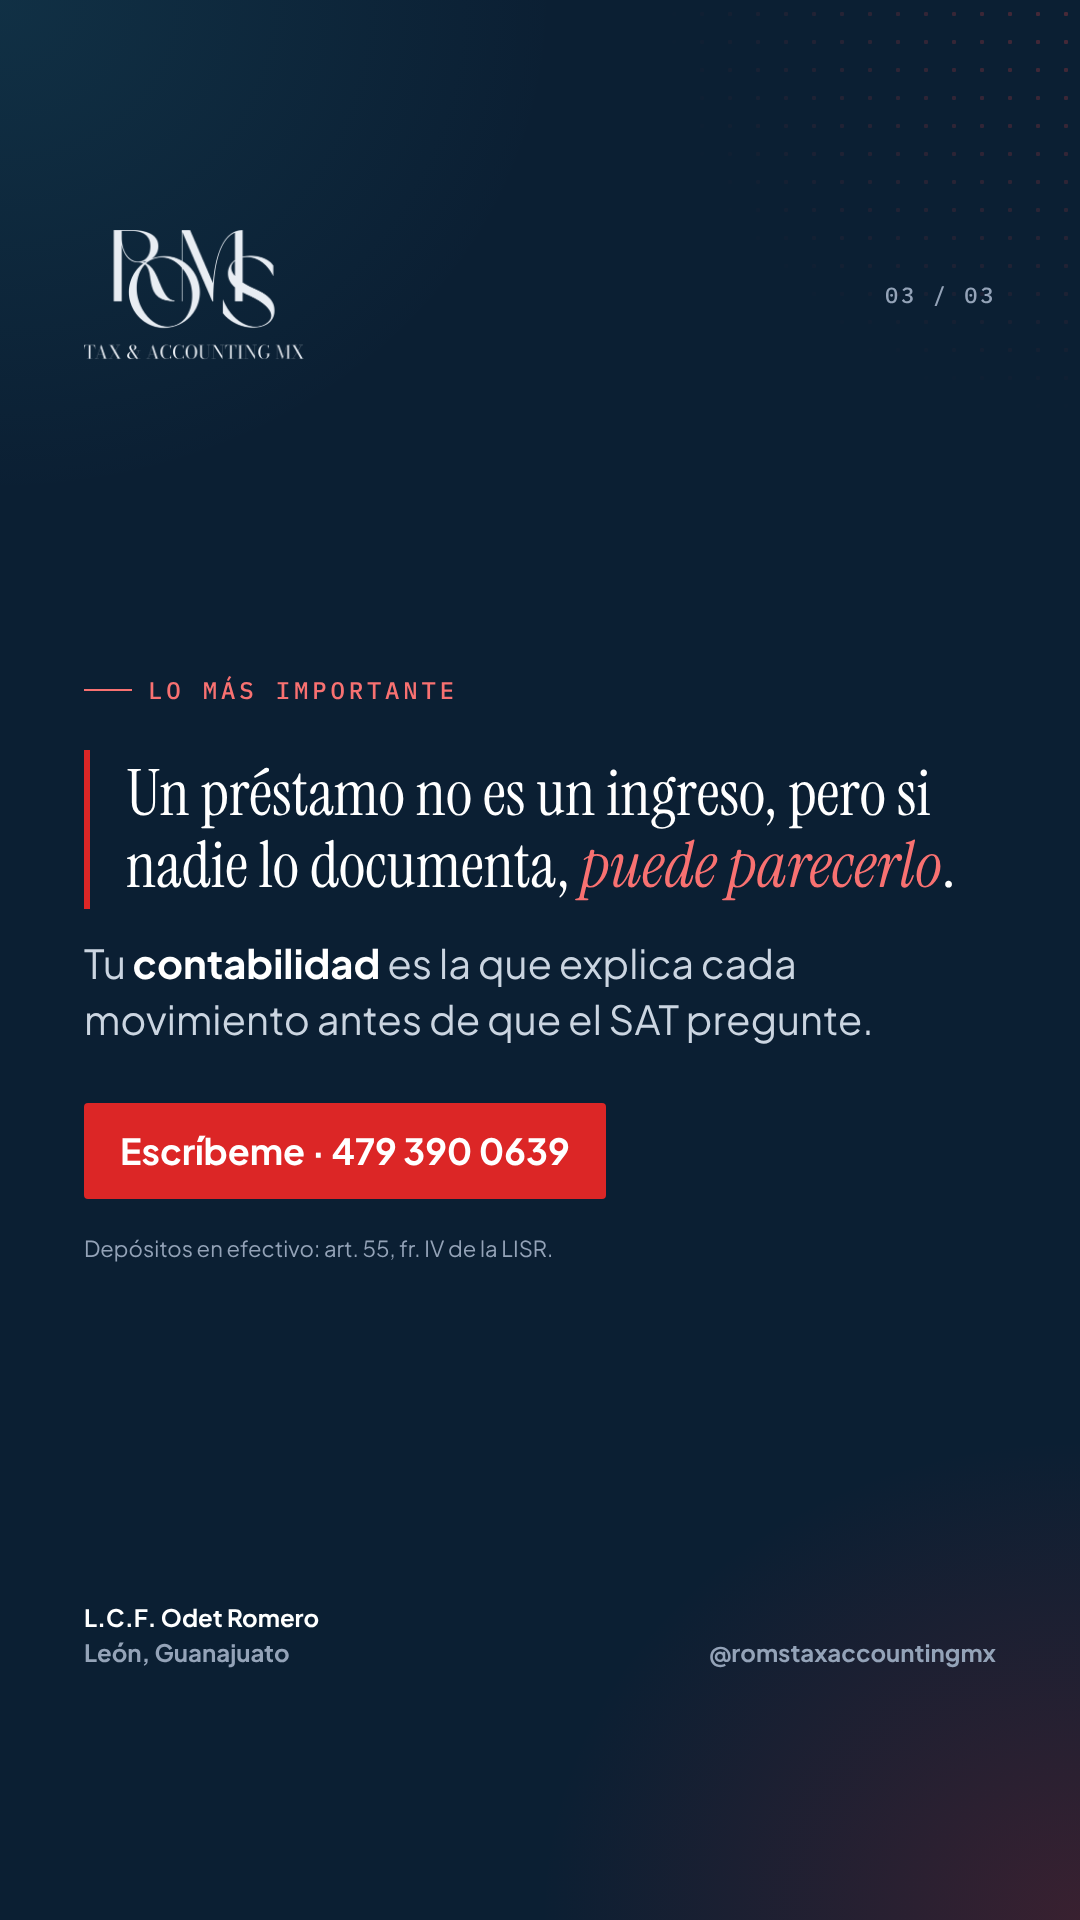 ROMS
TAX & ACCOUNTING MX
03 / 03
LO MÁS IMPORTANTE
Un préstamo no es un ingreso, pero si
nadie lo documenta, puede parecerlo.
Tu contabilidad es la que explica cada
movimiento antes de que el SAT pregunte.
Escríbeme · 479 390 0639
Depósitos en efectivo: art. 55, fr. IV de la LISR.
L.C.F. Odet Romero
León, Guanajuato
@romstaxaccountingmx